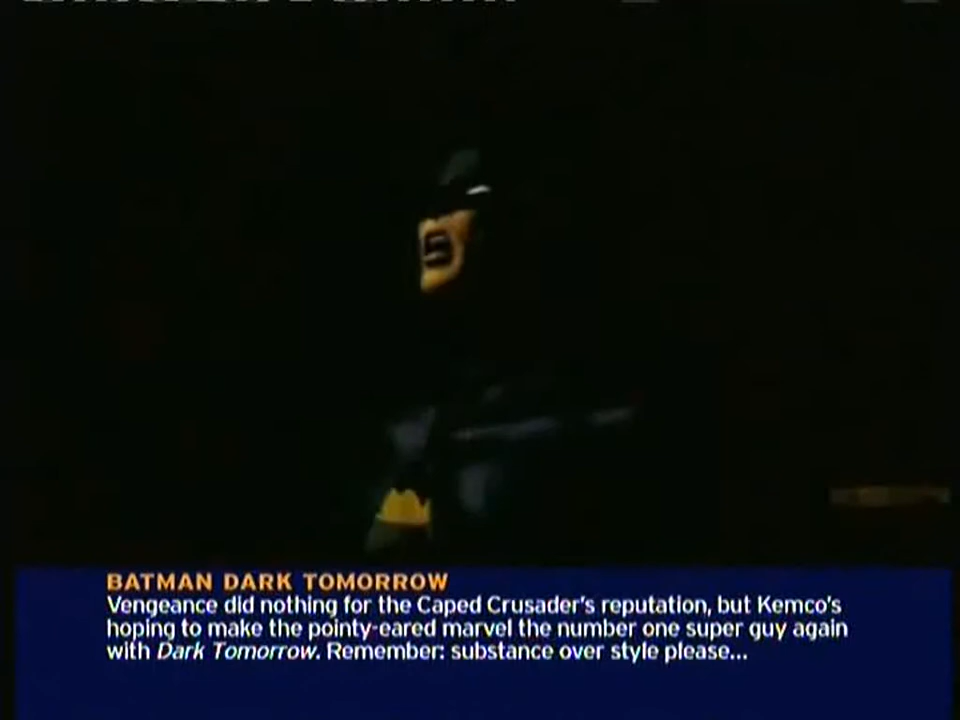 BATMAN DARK TOMORROW
Vengeance did nothing for the Caped Crusader's reputation, but Kemco's
hoping to make the pointy-eared marvel the number one super guy again
with Dark Tomorrow. Remember: substance over style please...